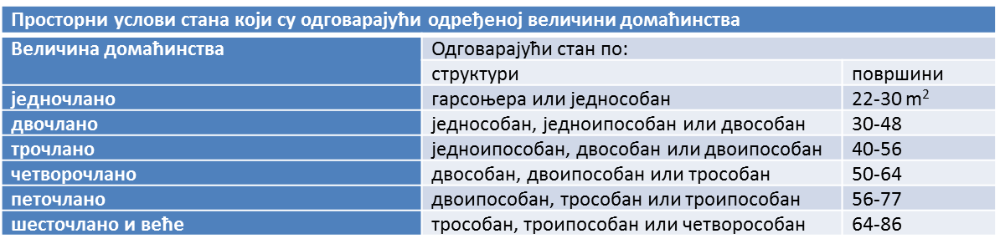 Просторни услови стана који су одговарајући одређеној величини домаћинства
Величина домаћинства Одговарајући стан по:
структури површини
једночлано гарсоњера или једнособан 22-30 m²
двочлано једнособан, једноипособан или двособан 30-48
трочлано једноипособан, двособан или двоипособан 40-56
четворочлано двособан, двоипособан или трособан 50-64
петочлано двоипособан, трособан или троипособан 56-77
шесточлано и веће трособан, троипособан или четворособан 64-86